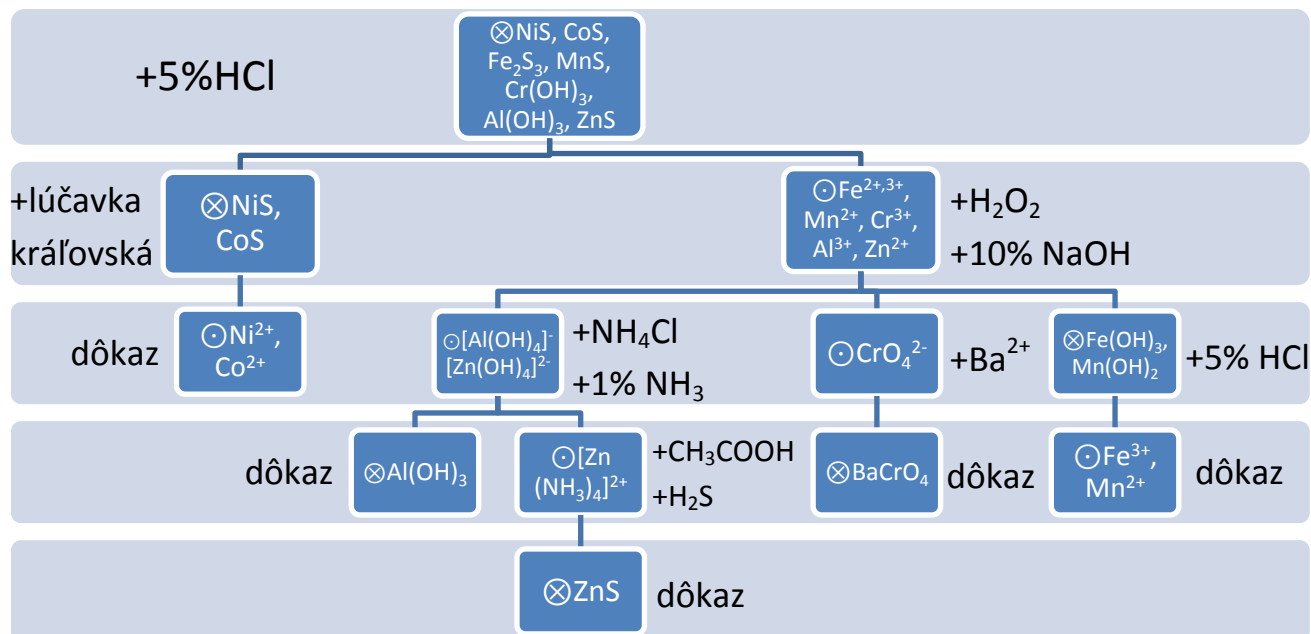 +5%HCl
⊗NiS, CoS,
Fe₂S₃, MnS,
Cr(OH)₃,
Al(OH)₃, ZnS
+lúčavka
kráľovská
⊗NiS,
CoS
⊙Fe²⁺,³⁺,
Mn²⁺, Cr³⁺,
Al³⁺, Zn²⁺
+H₂O₂
+10% NaOH
dôkaz
⊙Ni²⁺,
Co²⁺
⊙[Al(OH)₄]⁻
[Zn(OH)₄]²⁻
+NH₄Cl
+1% NH₃
⊙CrO₄²⁻
+Ba²⁺
⊗Fe(OH)₃,
Mn(OH)₂
+5% HCl
dôkaz
⊗Al(OH)₃
⊙[Zn
(NH₃)₄]²⁺
+CH₃COOH
+H₂S
⊗BaCrO₄
dôkaz
⊙Fe³⁺,
Mn²⁺
dôkaz
⊗ZnS
dôkaz